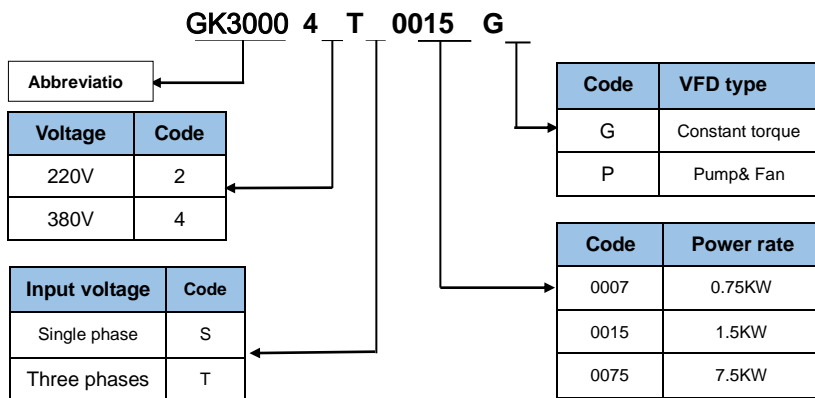 GK3000 4 T 0015 G
Abbreviatio
Voltage Code
220V 2
380V 4
Input voltage Code
Single phase S
Three phases T
Code VFD type
G Constant torque
P Pump& Fan
Code Power rate
0007 0.75KW
0015 1.5KW
0075 7.5KW